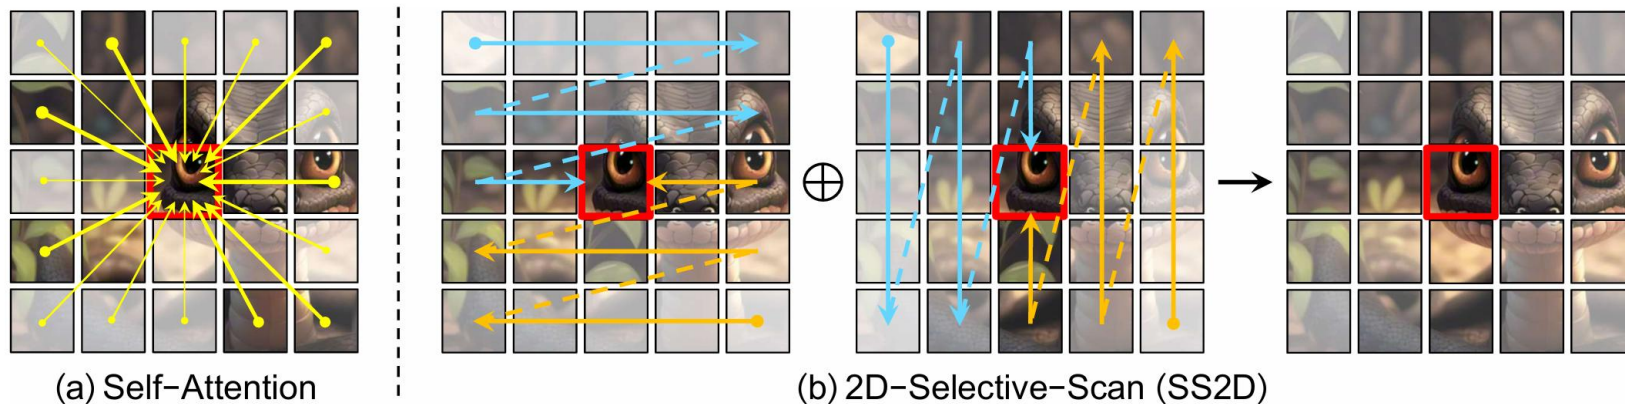 (a) Self-Attention
(b) 2D-Selective-Scan (SS2D)